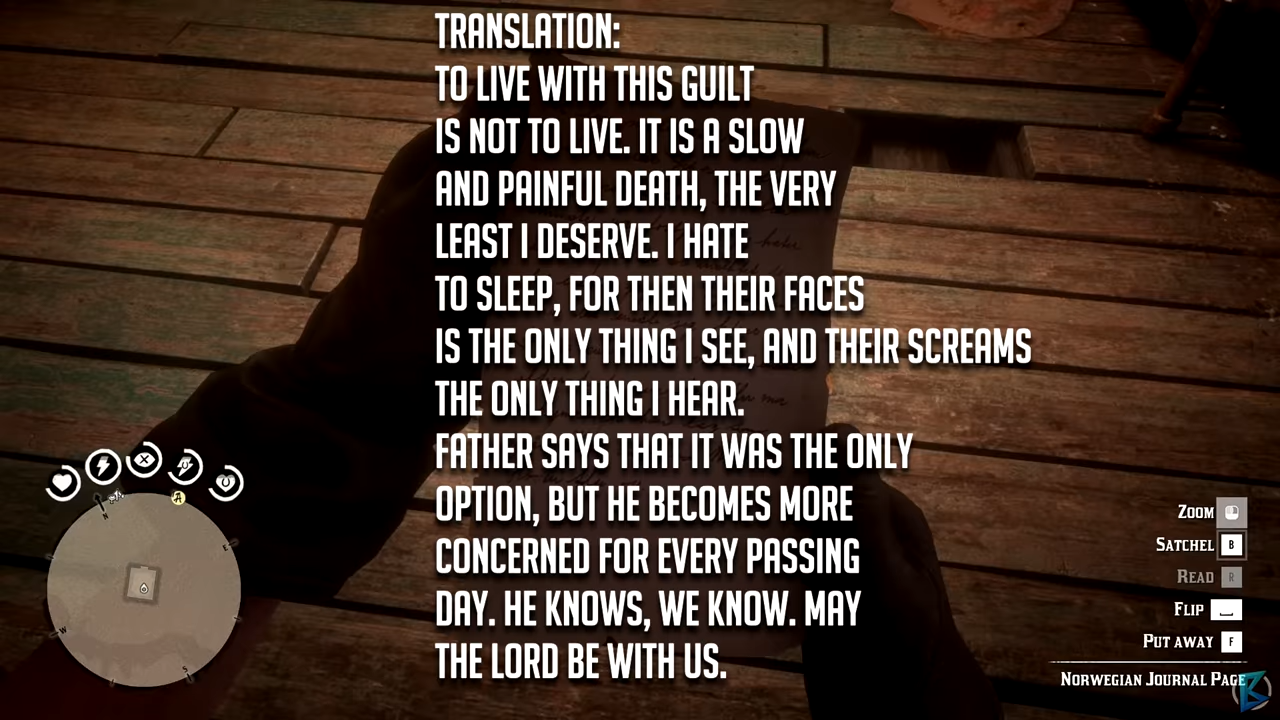 TRANSLATION:
TO LIVE WITH THIS GUILT
IS NOT TO LIVE. IT IS A SLOW
AND PAINFUL DEATH, THE VERY
LEAST I DESERVE. I HATE
TO SLEEP, FOR THEN THEIR FACES
IS THE ONLY THING I SEE, AND THEIR SCREAMS
THE ONLY THING I HEAR.
FATHER SAYS THAT IT WAS THE ONLY
OPTION, BUT HE BECOMES MORE
CONCERNED FOR EVERY PASSING
DAY. HE KNOWS, WE KNOW. MAY
THE LORD BE WITH US.
N
E
W
S
A
ZOOM
SATCHEL B
READ R
FLIP
PUT AWAY F
NORWEGIAN JOURNAL PAGE